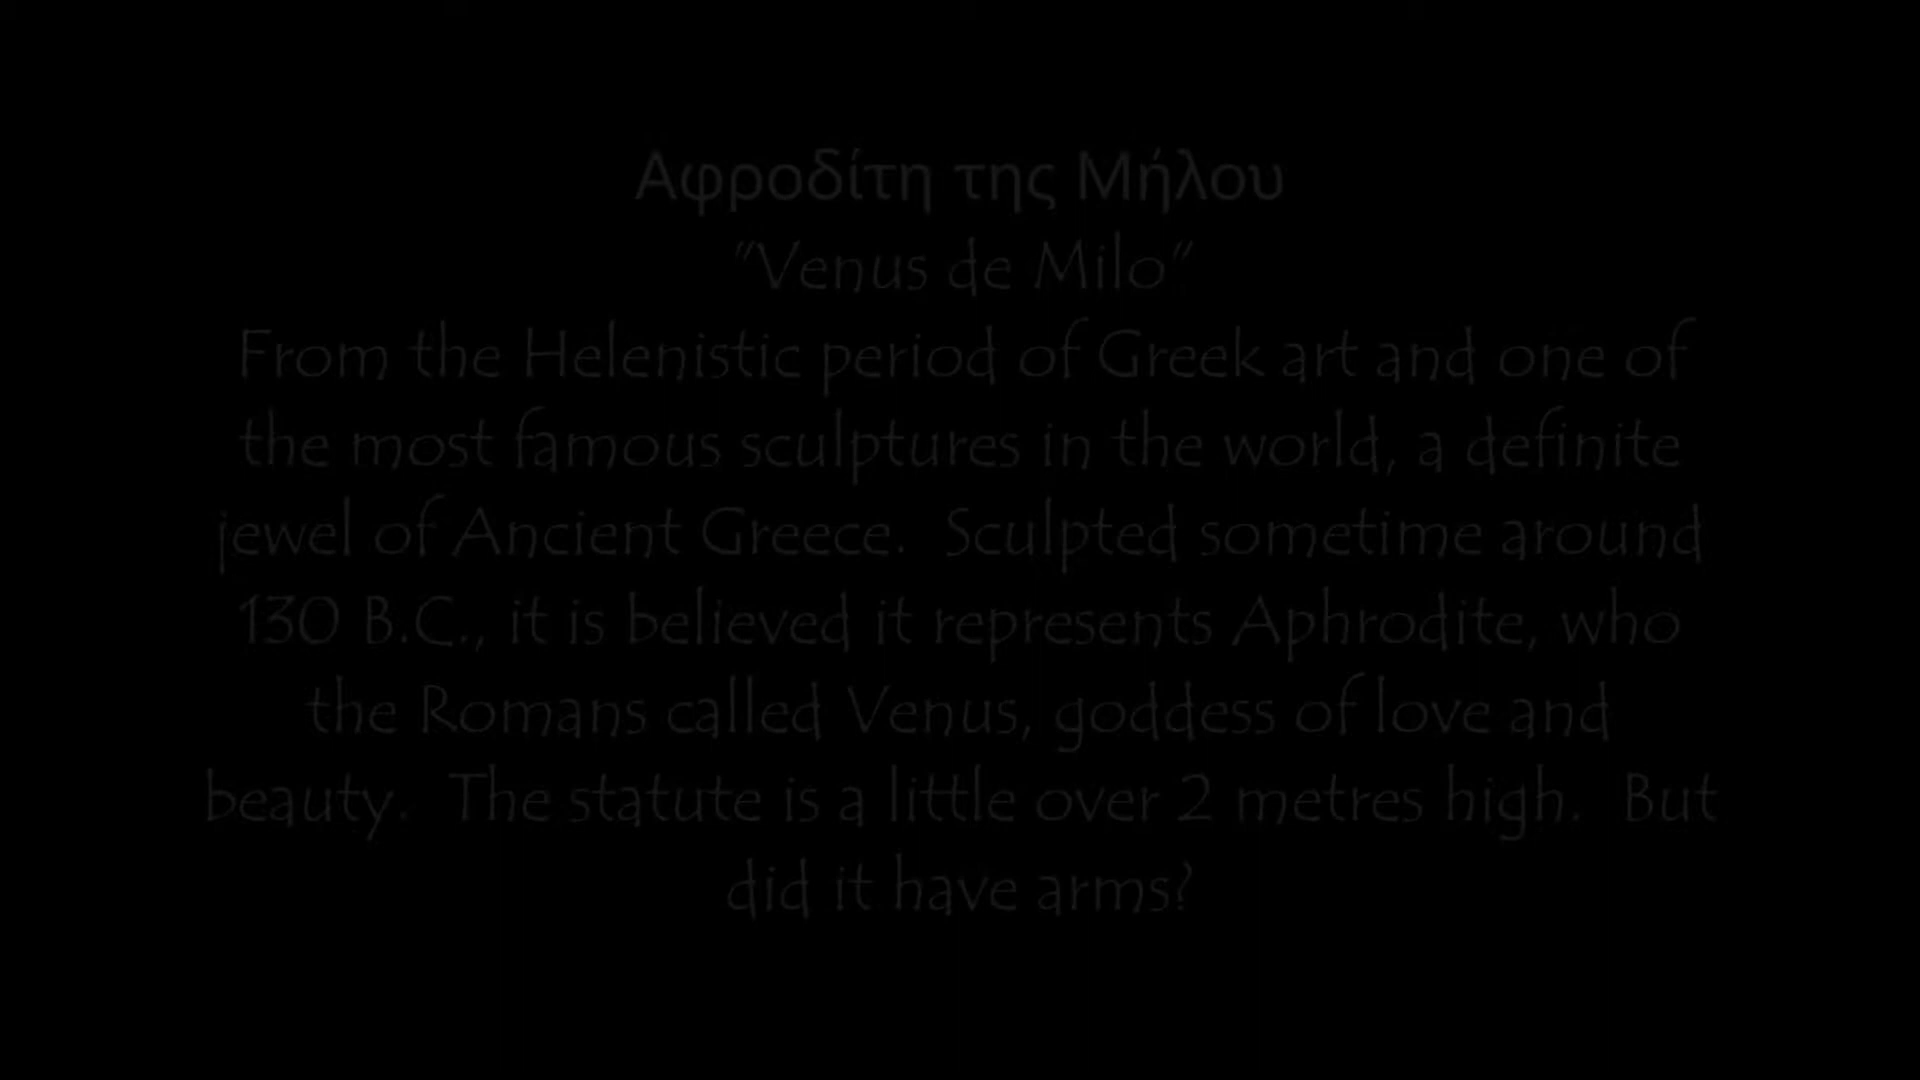 Αφροδίτη της Μήλου
"Venus de Milo"
From the Helenistic period of Greek art and one of
the most famous sculptures in the world, a definite
jewel of Ancient Greece.  Sculpted sometime around
130 B.C., it is believed it represents Aphrodite, who
the Romans called Venus, goddess of love and
beauty.  The statute is a little over 2 metres high.  But
did it have arms?